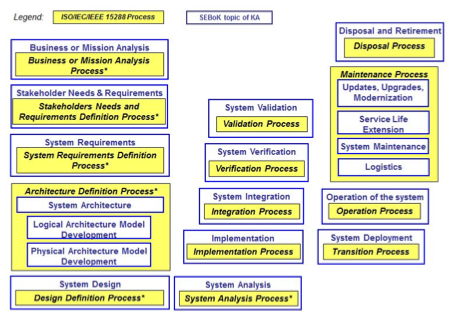 Legend:
ISO/IEC/IEEE 15288 Process
SEBoK topic of KA
Business or Mission Analysis
Business or Mission Analysis
Process*
Stakeholder Needs & Requirements
Stakeholders Needs and
Requirements Definition Process*
System Requirements
System Requirements Definition
Process*
Architecture Definition Process*
System Architecture
Logical Architecture Model
Development
Physical Architecture Model
Development
System Design
Design Definition Process*
System Analysis
System Analysis Process*
System Validation
Validation Process
System Verification
Verification Process
System Integration
Integration Process
Implementation
Implementation Process
Disposal and Retirement
Disposal Process
Maintenance Process
Updates, Upgrades,
Modernization
Service Life
Extension
System Maintenance
Logistics
Operation of the system
Operation Process
System Deployment
Transition Process